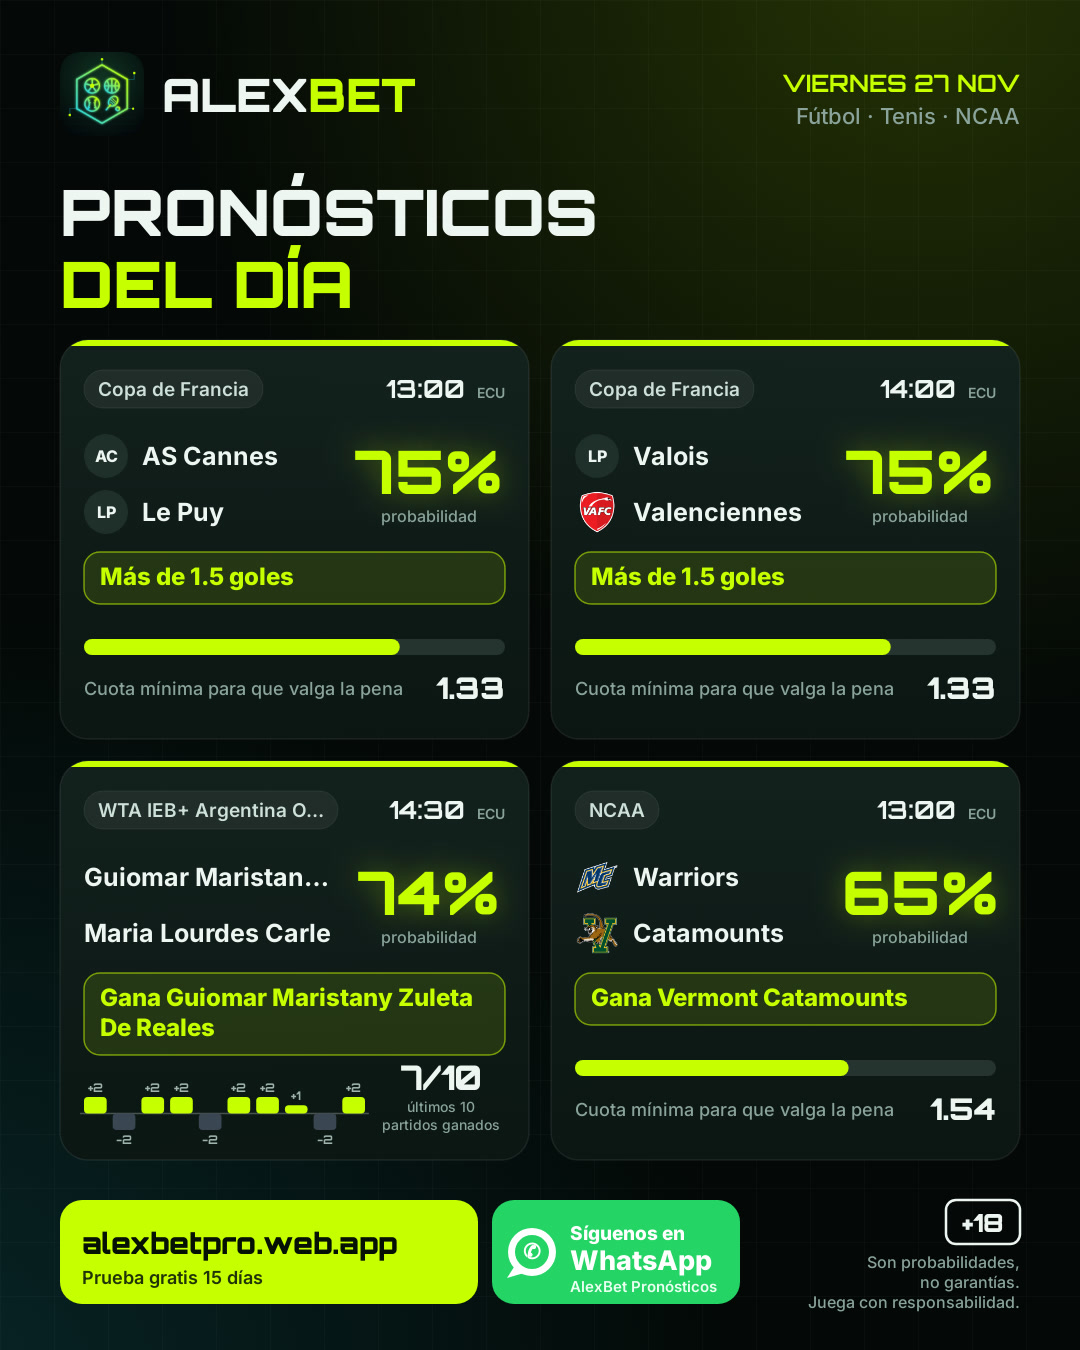 ALEXBET
VIERNES 27 NOV
Fútbol · Tenis · NCAA
PRONÓSTICOS
DEL DÍA
Copa de Francia
13:00 ECU
AC
AS Cannes
LP
Le Puy
75%
probabilidad
Más de 1.5 goles
Cuota mínima para que valga la pena
1.33
Copa de Francia
14:00 ECU
LP
Valois
VAFC
Valenciennes
75%
probabilidad
Más de 1.5 goles
Cuota mínima para que valga la pena
1.33
WTA IEB+ Argentina O...
14:30 ECU
Guiomar Maristan...
Maria Lourdes Carle
74%
probabilidad
Gana Guiomar Maristany Zuleta
De Reales
+2 -2 +2 +2 -2 +2 +2 +1 -2 +2
7/10
últimos 10
partidos ganados
NCAA
13:00 ECU
MC
Warriors
V
Catamounts
65%
probabilidad
Gana Vermont Catamounts
Cuota mínima para que valga la pena
1.54
alexbetpro.web.app
Prueba gratis 15 días
Síguenos en
WhatsApp
AlexBet Pronósticos
+18
Son probabilidades,
no garantías.
Juega con responsabilidad.